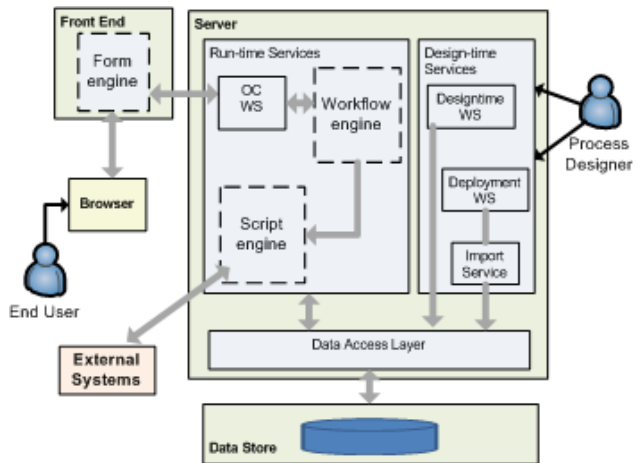 Front End
Form
engine
Browser
End User
External
Systems
Server
Run-time Services
OC
WS
Workflow
engine
Script
engine
Design-time
Services
Designtime
WS
Deployment
WS
Import
Service
Process
Designer
Data Access Layer
Data Store